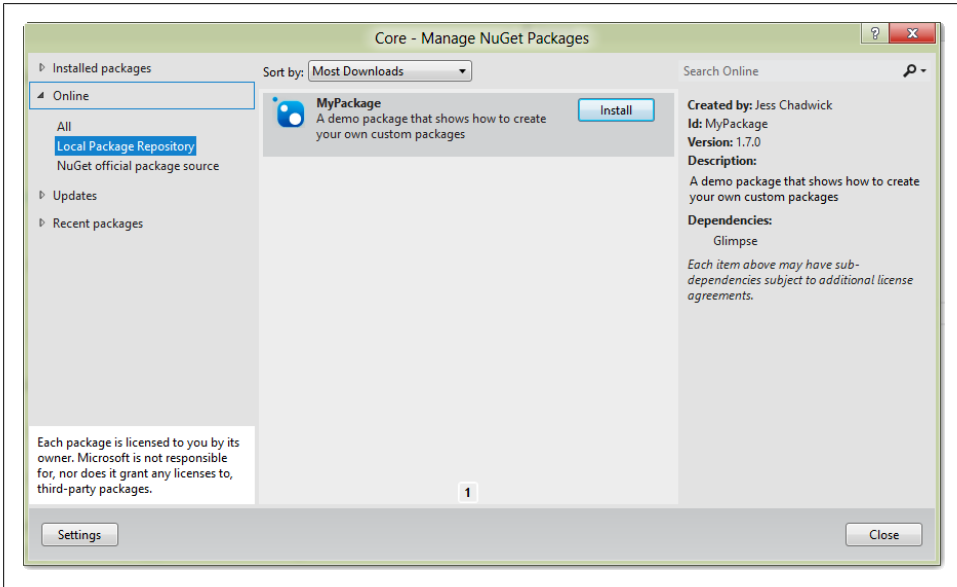 Core - Manage NuGet Packages
?
x
Installed packages
Online
All
Local Package Repository
NuGet official package source
Updates
Recent packages
Each package is licensed to you by its
owner. Microsoft is not responsible
for, nor does it grant any licenses to,
third-party packages.
Settings
Sort by: Most Downloads
MyPackage
A demo package that shows how to create
your own custom packages
Install
1
Search Online
Created by: Jess Chadwick
Id: MyPackage
Version: 1.7.0
Description:
A demo package that shows how to create
your own custom packages
Dependencies:
Glimpse
Each item above may have sub-
dependencies subject to additional license
agreements.
Close